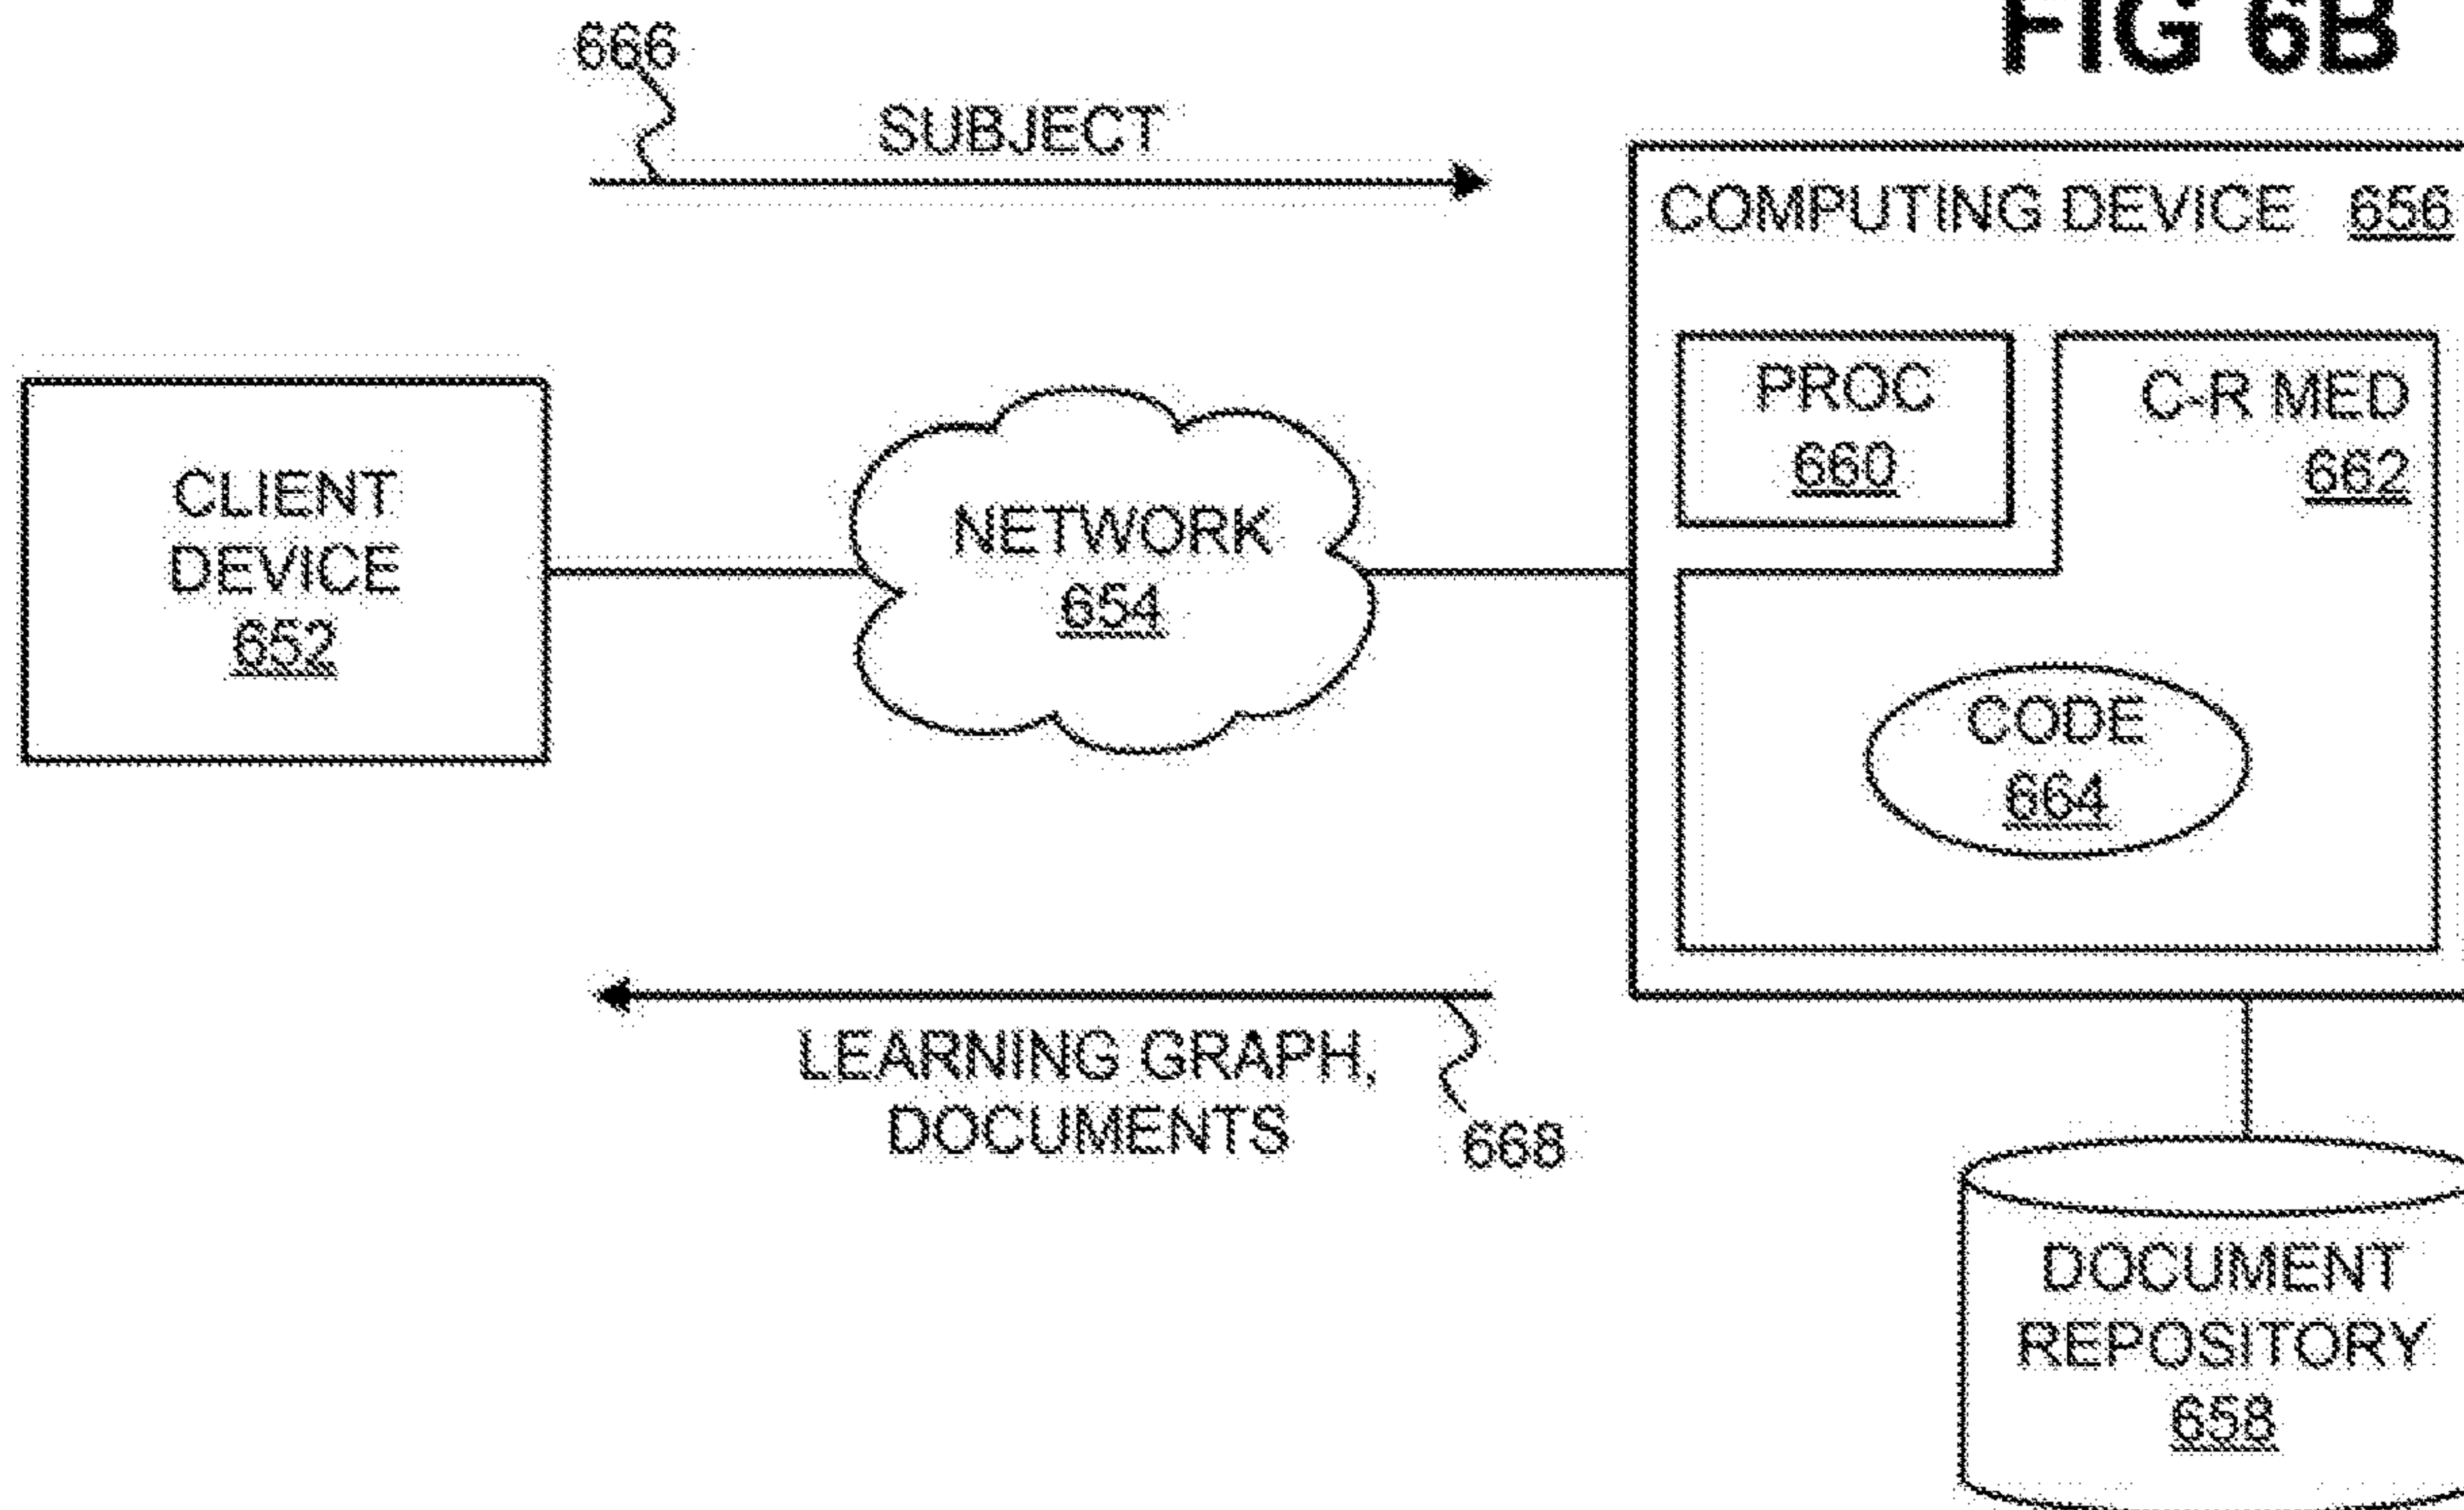 FIG 6B
666
SUBJECT
COMPUTING DEVICE 656
PROC
660
C-R MED
662
CLIENT
DEVICE
652
NETWORK
654
CODE
664
LEARNING GRAPH,
DOCUMENTS
668
DOCUMENT
REPOSITORY
658